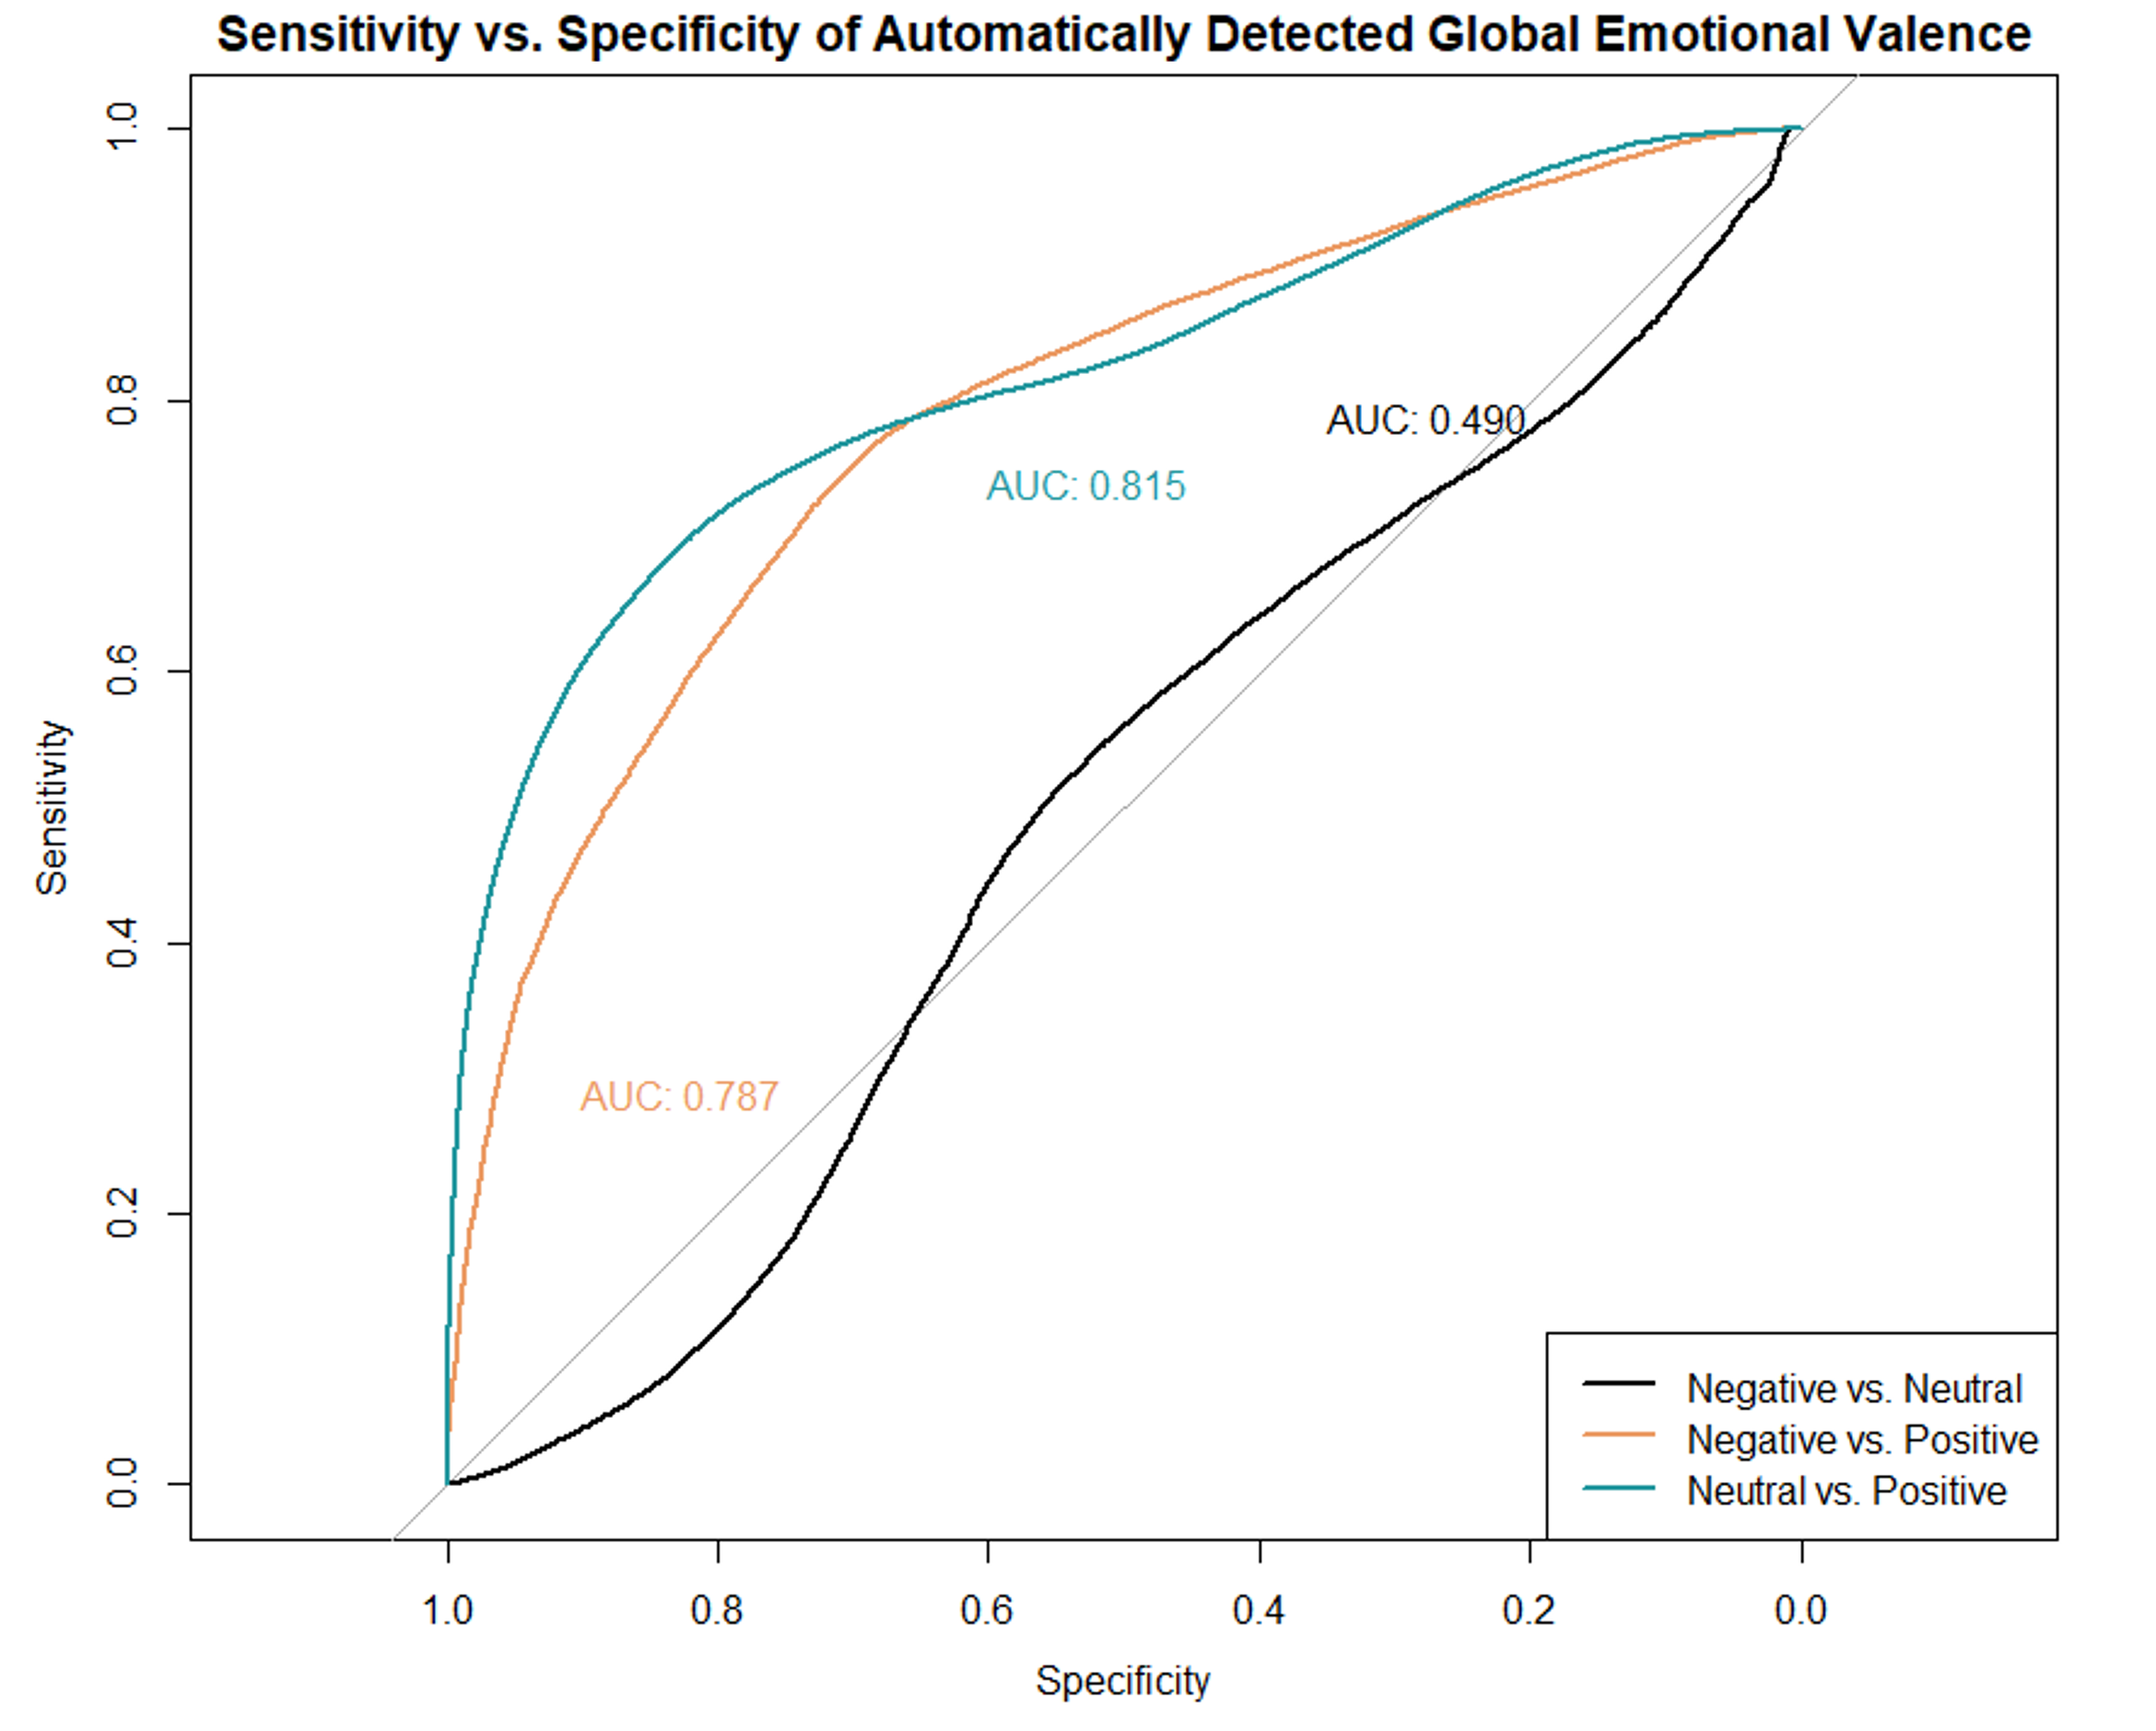 Sensitivity vs. Specificity of Automatically Detected Global Emotional Valence
1.0
0.8
0.6
0.4
0.2
0.0
Sensitivity
AUC: 0.490
AUC: 0.815
AUC: 0.787
Negative vs. Neutral
Negative vs. Positive
Neutral vs. Positive
1.0 0.8 0.6 0.4 0.2 0.0
Specificity